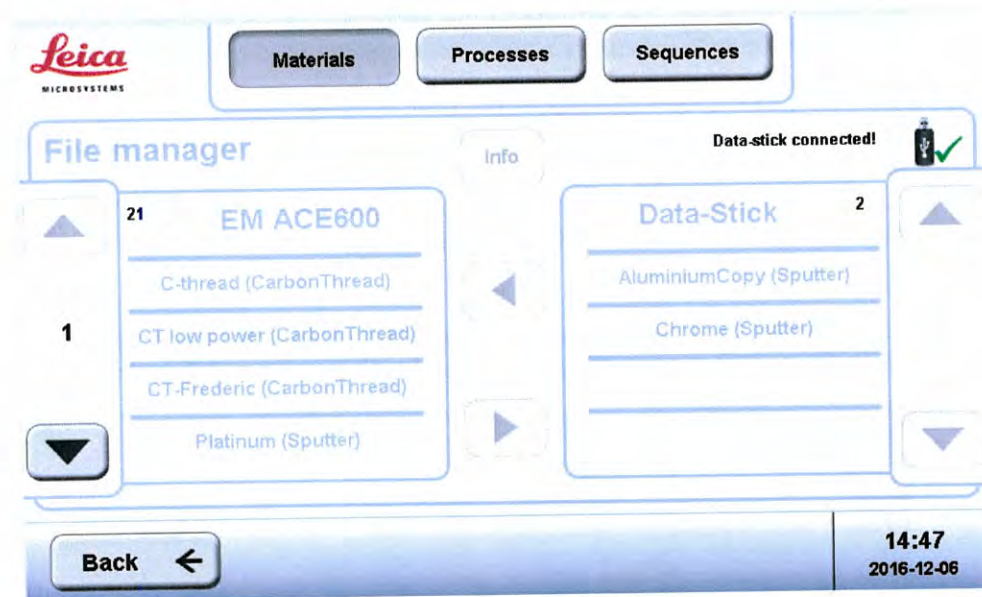 Leica
MICROSYSTEMS
Materials
Processes
Sequences
File manager
Info
Data-stick connected!
21
EM ACE600
C-thread (CarbonThread)
CT low power (CarbonThread)
CT-Frederic (CarbonThread)
Platinum (Sputter)
1
Data-Stick
2
AluminiumCopy (Sputter)
Chrome (Sputter)
Back
14:47
2016-12-06